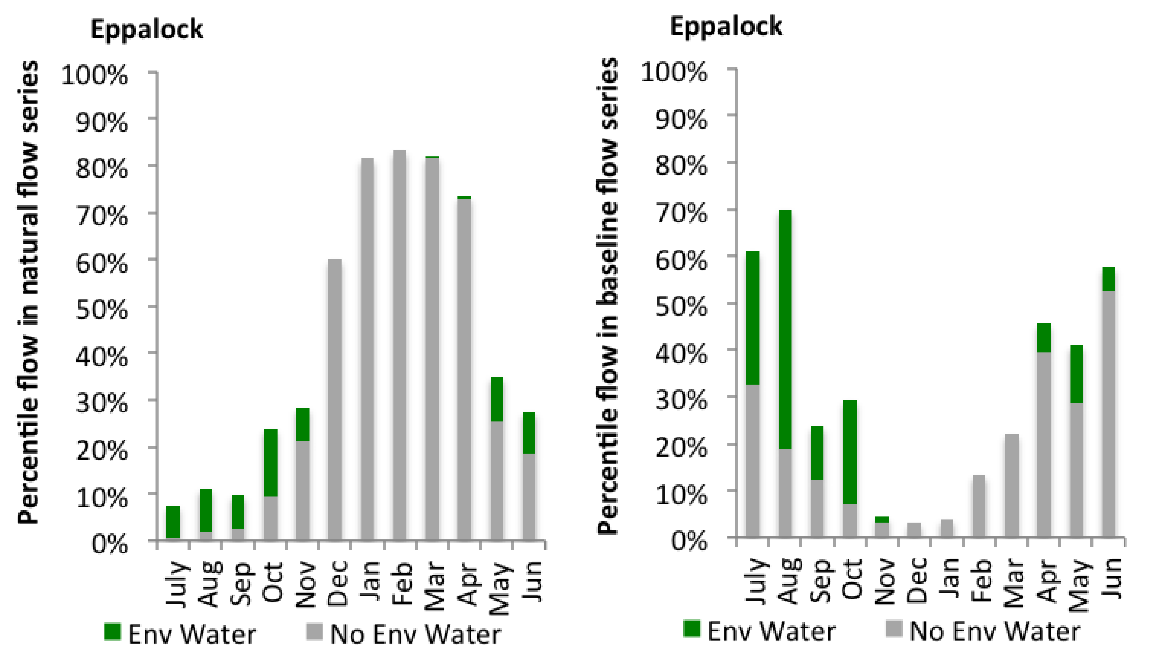 Eppalock
Percentile flow in natural flow series
100%
90%
80%
70%
60%
50%
40%
30%
20%
10%
0%
July
Aug
Sep
Oct
Nov
Dec
Jan
Feb
Mar
Apr
May
Jun
Env Water
No Env Water
Eppalock
Percentile flow in baseline flow series
100%
90%
80%
70%
60%
50%
40%
30%
20%
10%
0%
July
Aug
Sep
Oct
Nov
Dec
Jan
Feb
Mar
Apr
May
Jun
Env Water
No Env Water